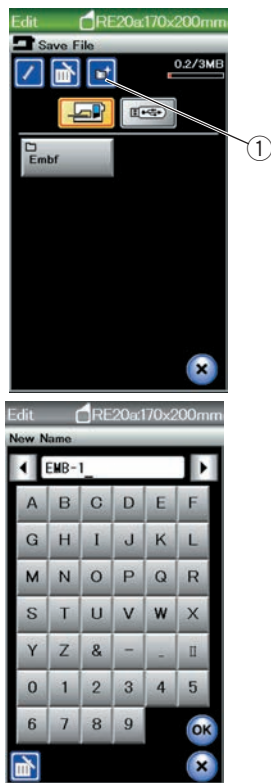 Edit RE20a:170x200mm
Save File
0.2/3MB
1
Embf
Edit RE20a:170x200mm
New Name
EMB-1_
A B C D E F
G H I J K L
M N O P Q R
S T U V W X
Y Z & - _ ▯
0 1 2 3 4 5
6 7 8 9
OK